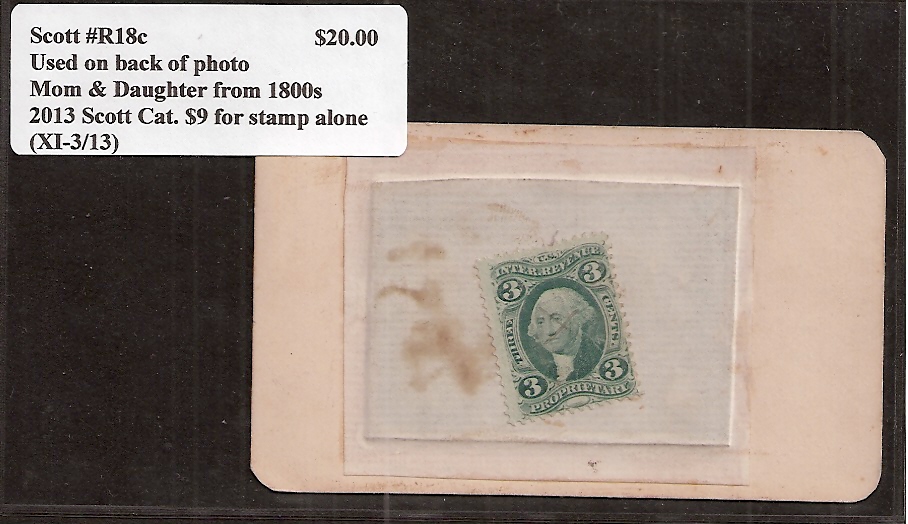 Scott #R18c $20.00
Used on back of photo
Mom & Daughter from 1800s
2013 Scott Cat. $9 for stamp alone
(XI-3/13)
U.S.
INTER. REVENUE
3 3
THREE CENTS.
3 3
PROPRIETARY